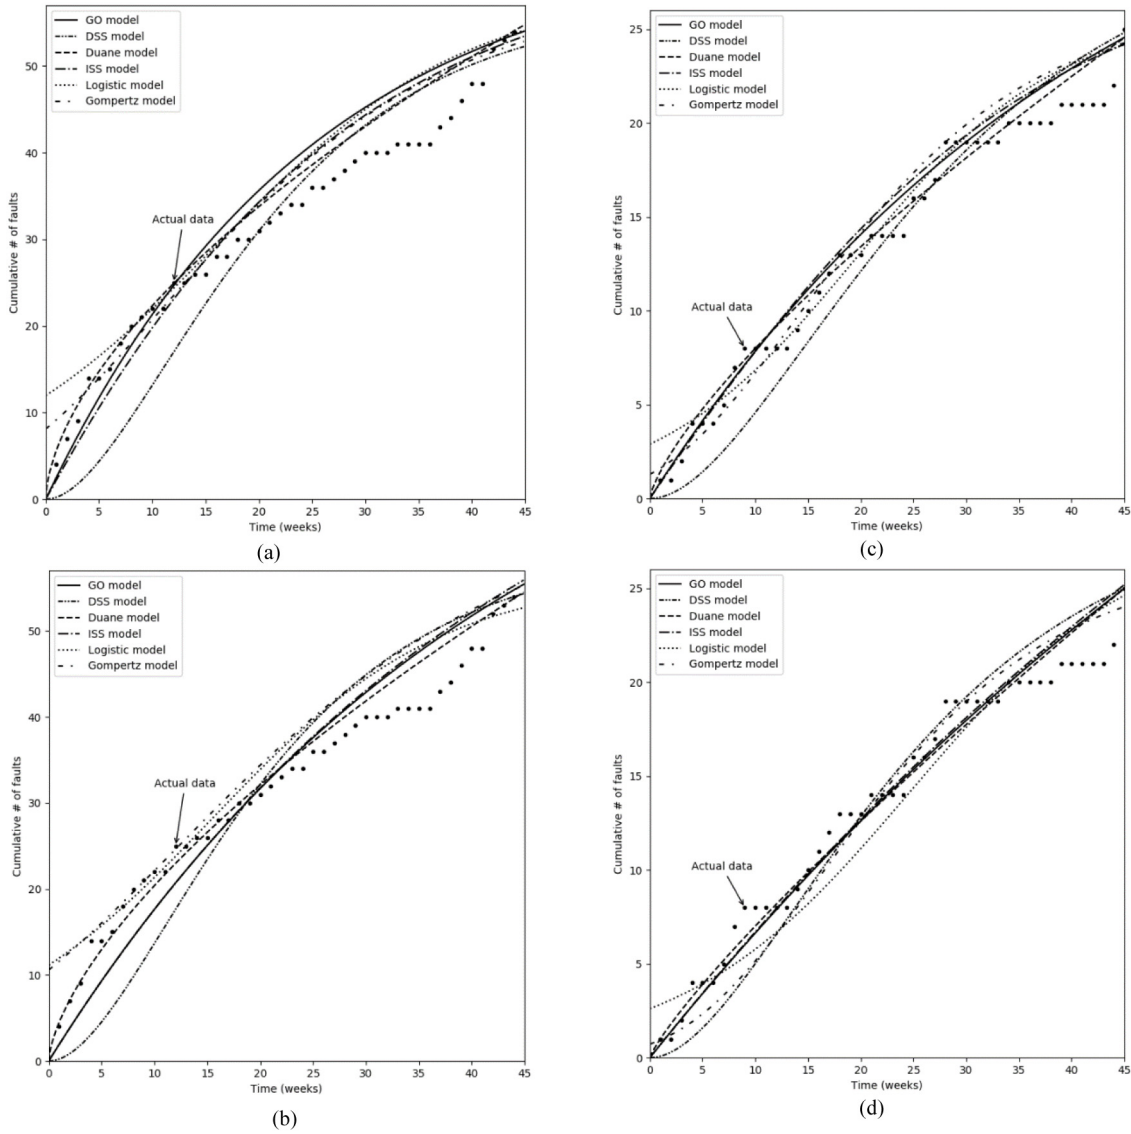 GO model
DSS model
Duane model
ISS model
Logistic model
Gompertz model
50
40
30
20
10
0
Cumulative # of faults
Actual data
0 5 10 15 20 25 30 35 40 45
Time (weeks)
(a)
GO model
DSS model
Duane model
ISS model
Logistic model
Gompertz model
25
20
15
10
5
0
Cumulative # of faults
Actual data
0 5 10 15 20 25 30 35 40 45
Time (weeks)
(c)
GO model
DSS model
Duane model
ISS model
Logistic model
Gompertz model
50
40
30
20
10
0
Cumulative # of faults
Actual data
0 5 10 15 20 25 30 35 40 45
Time (weeks)
(b)
GO model
DSS model
Duane model
ISS model
Logistic model
Gompertz model
25
20
15
10
5
0
Cumulative # of faults
Actual data
0 5 10 15 20 25 30 35 40 45
Time (weeks)
(d)